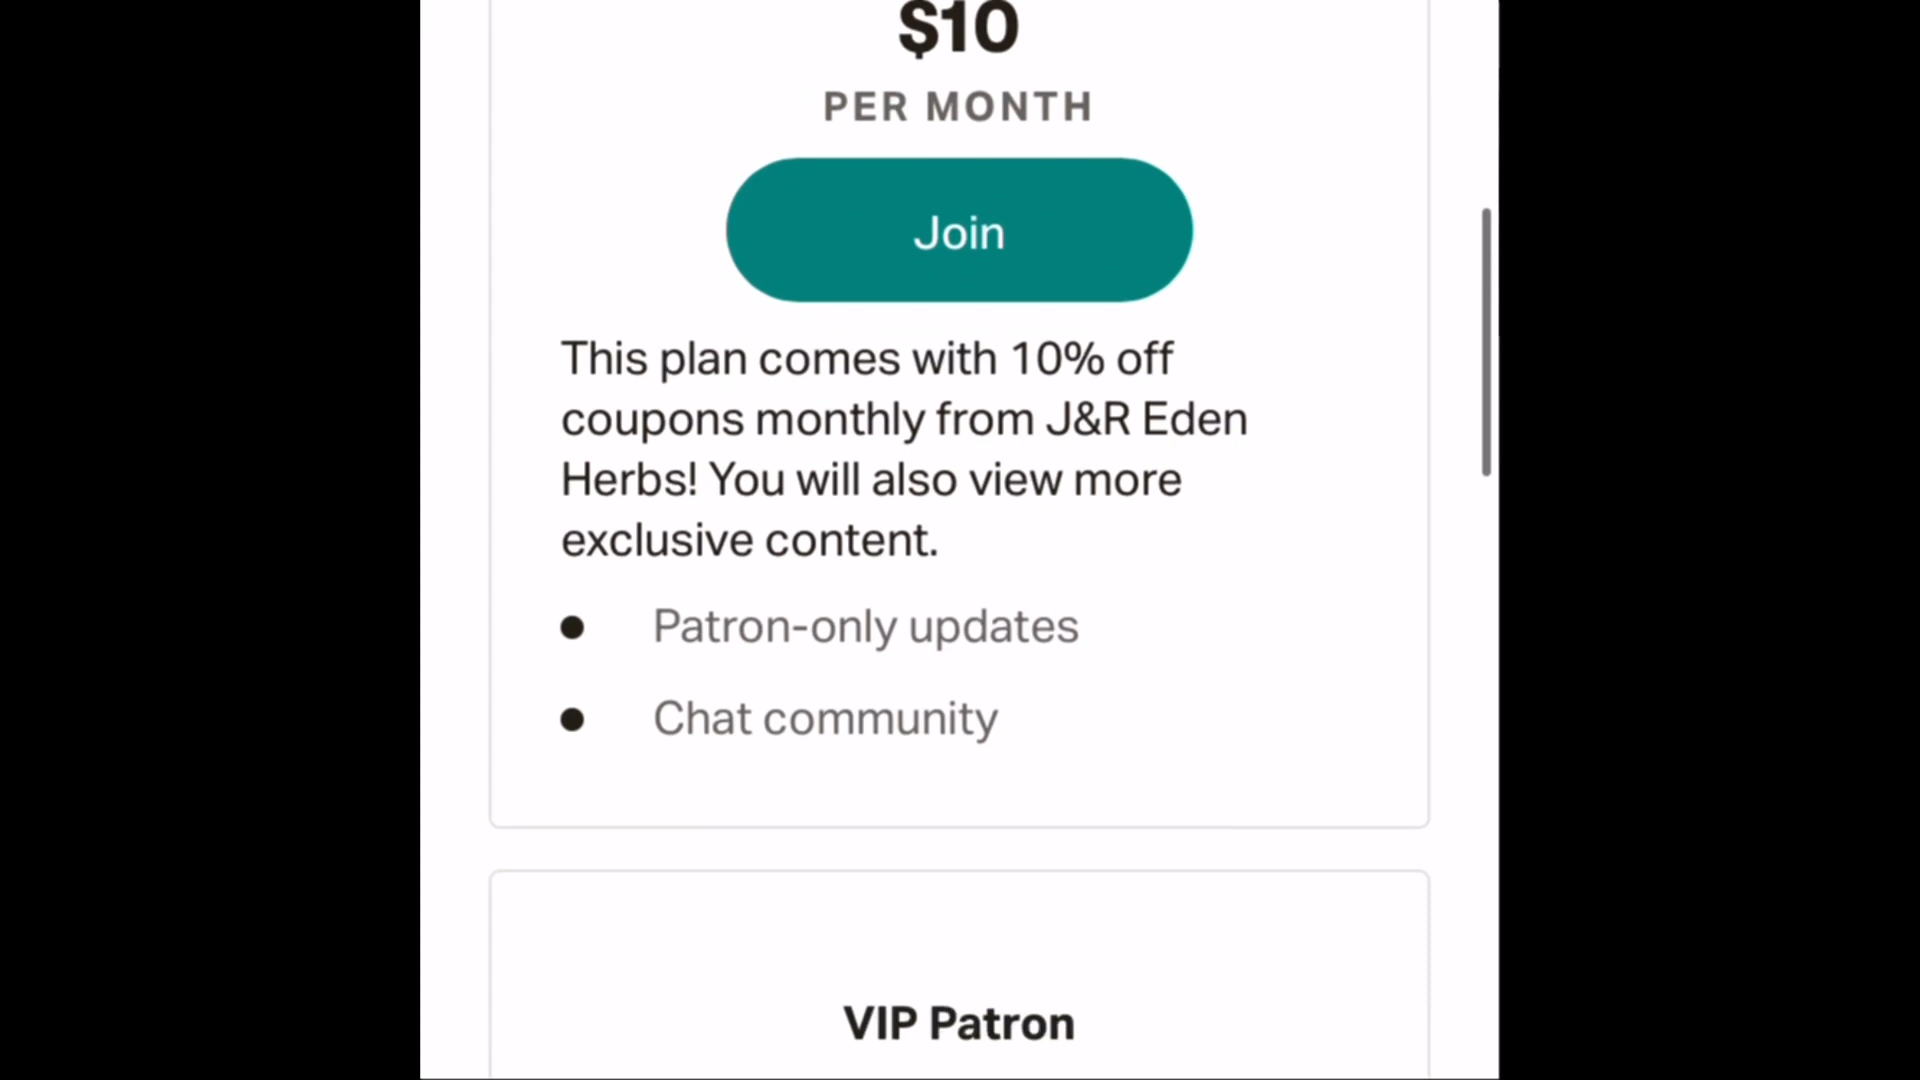 $10
PER MONTH
Join
This plan comes with 10% off
coupons monthly from J&R Eden
Herbs! You will also view more
exclusive content.
Patron-only updates
Chat community
VIP Patron